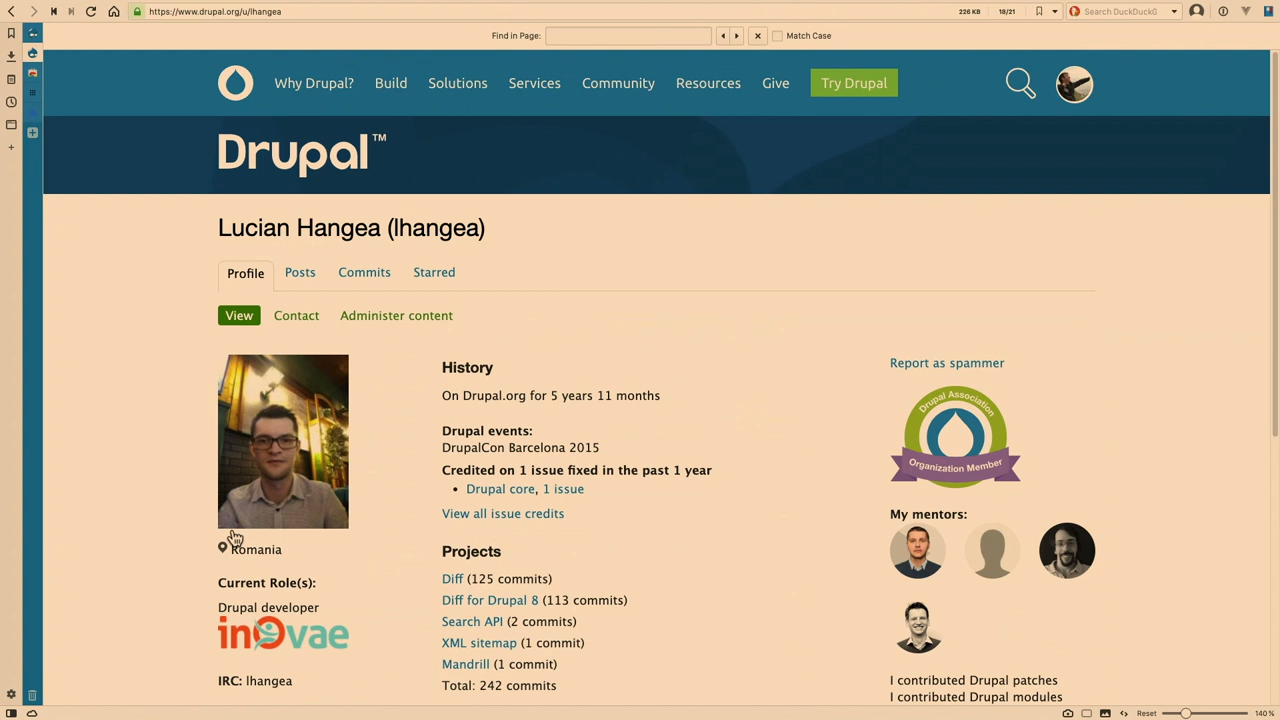 https://www.drupal.org/u/lhangea
226 KB
18/21
Search DuckDuckG
Find in Page:
Match Case
Why Drupal?
Build
Solutions
Services
Community
Resources
Give
Try Drupal
Drupal™
Lucian Hangea (lhangea)
Profile
Posts
Commits
Starred
View
Contact
Administer content
Romania
Current Role(s):
Drupal developer
inovae
IRC: lhangea
History
On Drupal.org for 5 years 11 months
Drupal events:
DrupalCon Barcelona 2015
Credited on 1 issue fixed in the past 1 year
• Drupal core, 1 issue
View all issue credits
Projects
Diff (125 commits)
Diff for Drupal 8 (113 commits)
Search API (2 commits)
XML sitemap (1 commit)
Mandrill (1 commit)
Total: 242 commits
Report as spammer
Drupal Association
Organization Member
My mentors:
I contributed Drupal patches
I contributed Drupal modules
Reset
140 %